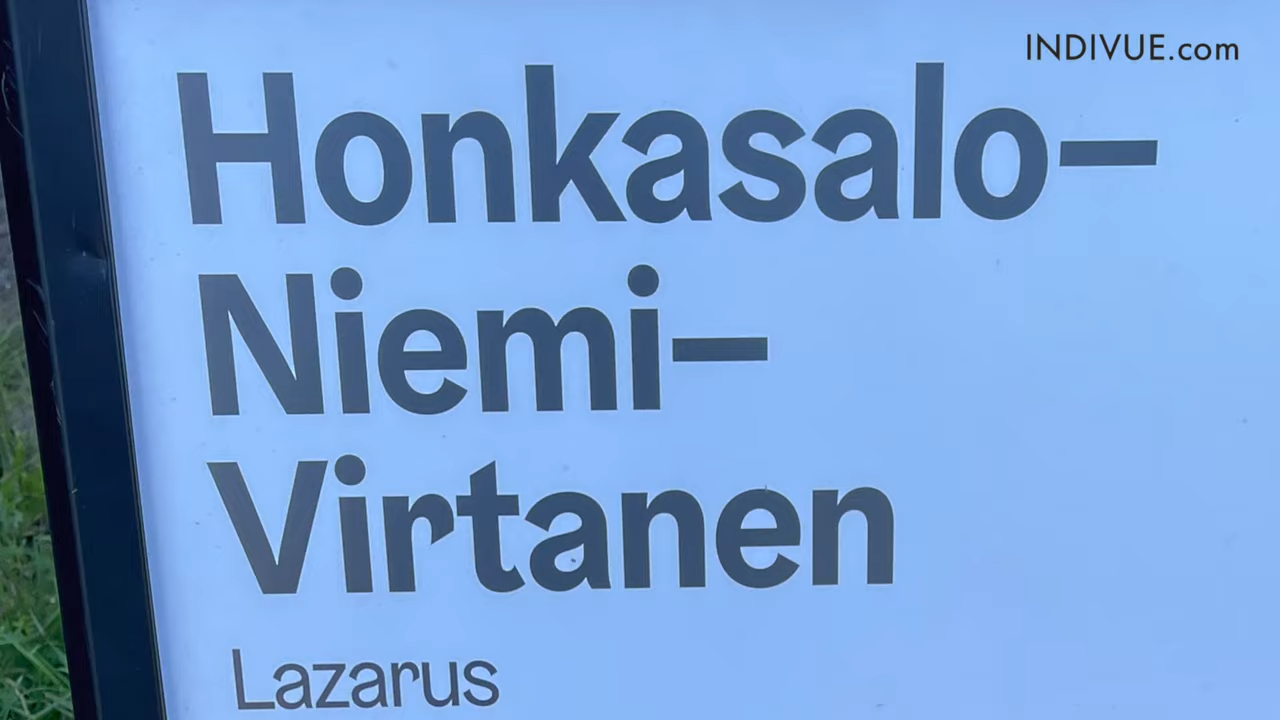 INDIVUE.com
Honkasalo–
Niemi–
Virtanen
Lazarus